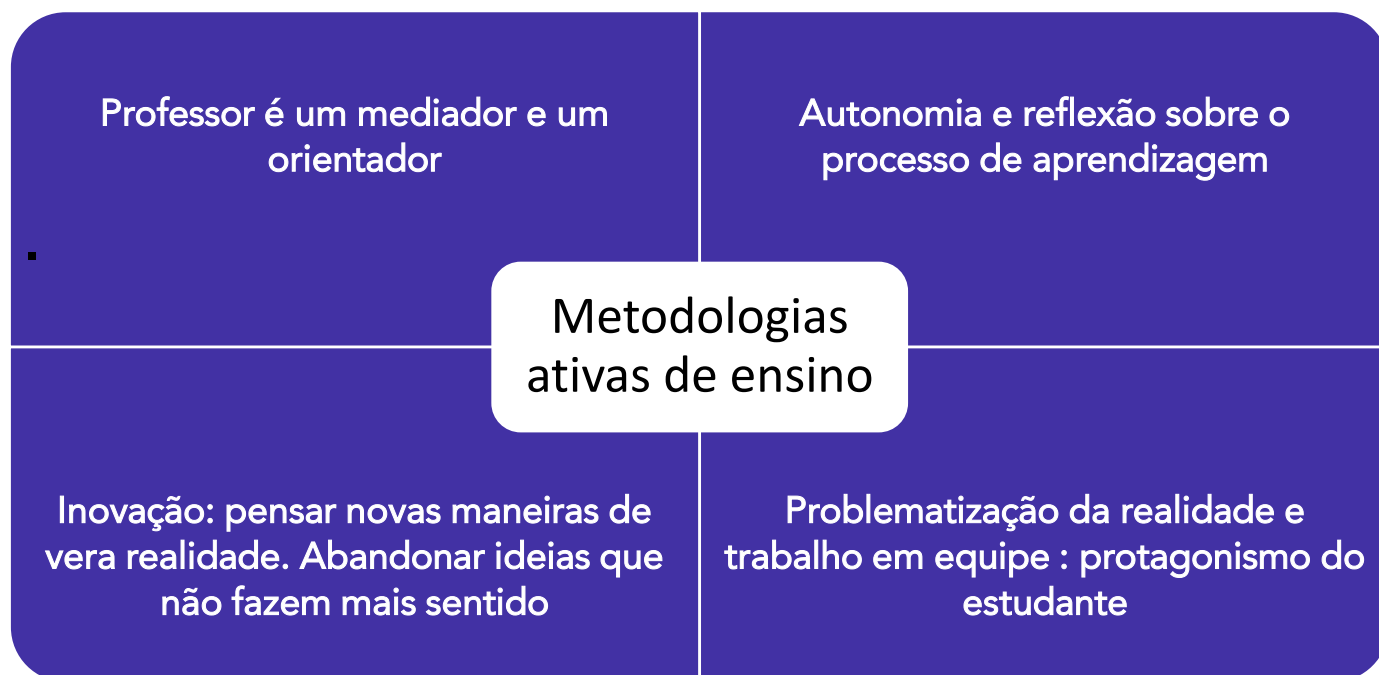 Professor é um mediador e um
orientador
Autonomia e reflexão sobre o
processo de aprendizagem
Metodologias
ativas de ensino
Inovação: pensar novas maneiras de
vera realidade. Abandonar ideias que
não fazem mais sentido
Problematização da realidade e
trabalho em equipe : protagonismo do
estudante